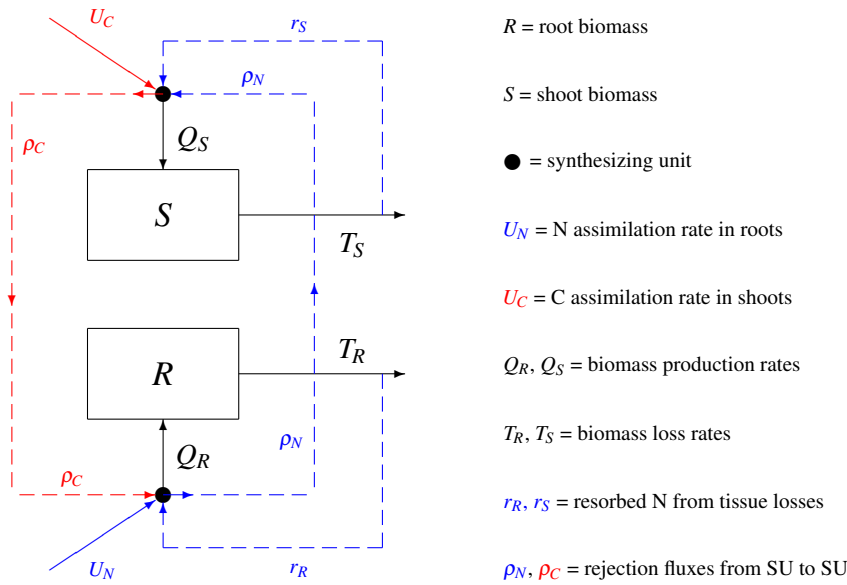 U_C
r_S
ρ_N
ρ_C
Q_S
S
T_S
R
T_R
Q_R
ρ_N
ρ_C
U_N
r_R
R = root biomass
S = shoot biomass
● = synthesizing unit
U_N = N assimilation rate in roots
U_C = C assimilation rate in shoots
Q_R, Q_S = biomass production rates
T_R, T_S = biomass loss rates
r_R, r_S = resorbed N from tissue losses
ρ_N, ρ_C = rejection fluxes from SU to SU